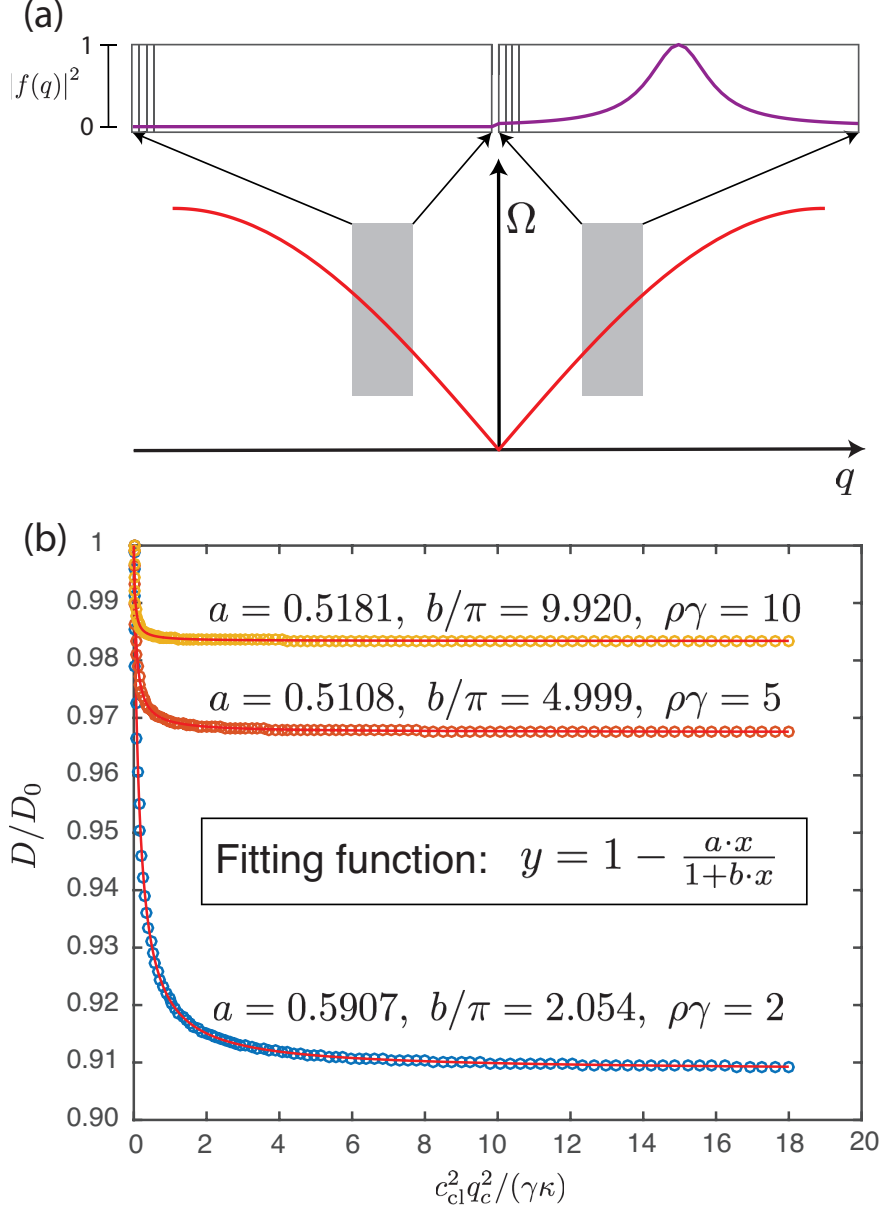 (a)
1
|f(q)|²
0
Ω
q
(b)
1
0.99
0.98
0.97
0.96
0.95
0.94
0.93
0.92
0.91
0.90
D/D₀
a = 0.5181, b/π = 9.920, ργ = 10
a = 0.5108, b/π = 4.999, ργ = 5
Fitting function: y = 1 − a·x/1+b·x
a = 0.5907, b/π = 2.054, ργ = 2
0 2 4 6 8 10 12 14 16 18 20
c²_cl q²_c/(γκ)